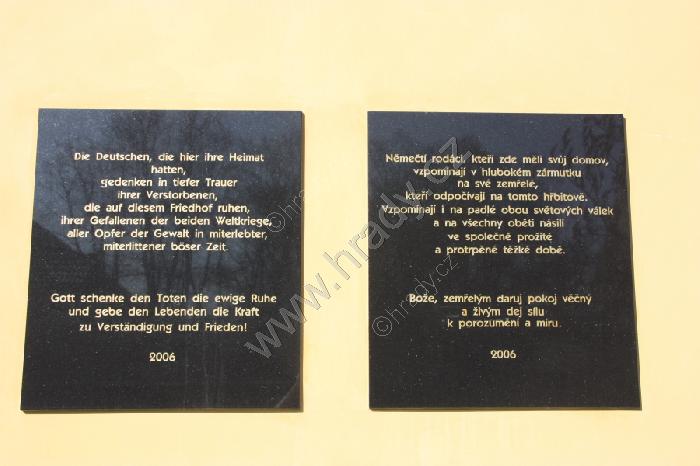 Die Deutschen, die hier ihre Heimat
hatten,
gedenken in tiefer Trauer
ihrer Verstorbenen,
die auf diesem Friedhof ruhen,
ihrer Gefallenen der beiden Weltkriege,
aller Opfer der Gewalt in miterlebter,
miterlittener böser Zeit.
Gott schenke den Toten die ewige Ruhe
und gebe den Lebenden die Kraft
zu Verständigung und Frieden!
2006
Němečtí rodáci, kteří zde měli svůj domov,
vzpomínají v hlubokém zármutku
na své zemřelé,
kteří odpočívají na tomto hřbitově.
Vzpomínají i na padlé obou světových válek
a na všechny oběti násilí
ve společně prožité
a protrpěné těžké době.
Bože, zemřelým daruj pokoj věčný
a živým dej sílu
k porozumění a míru.
2006
©hrady.cz
www.hrady.cz
©hrady.cz